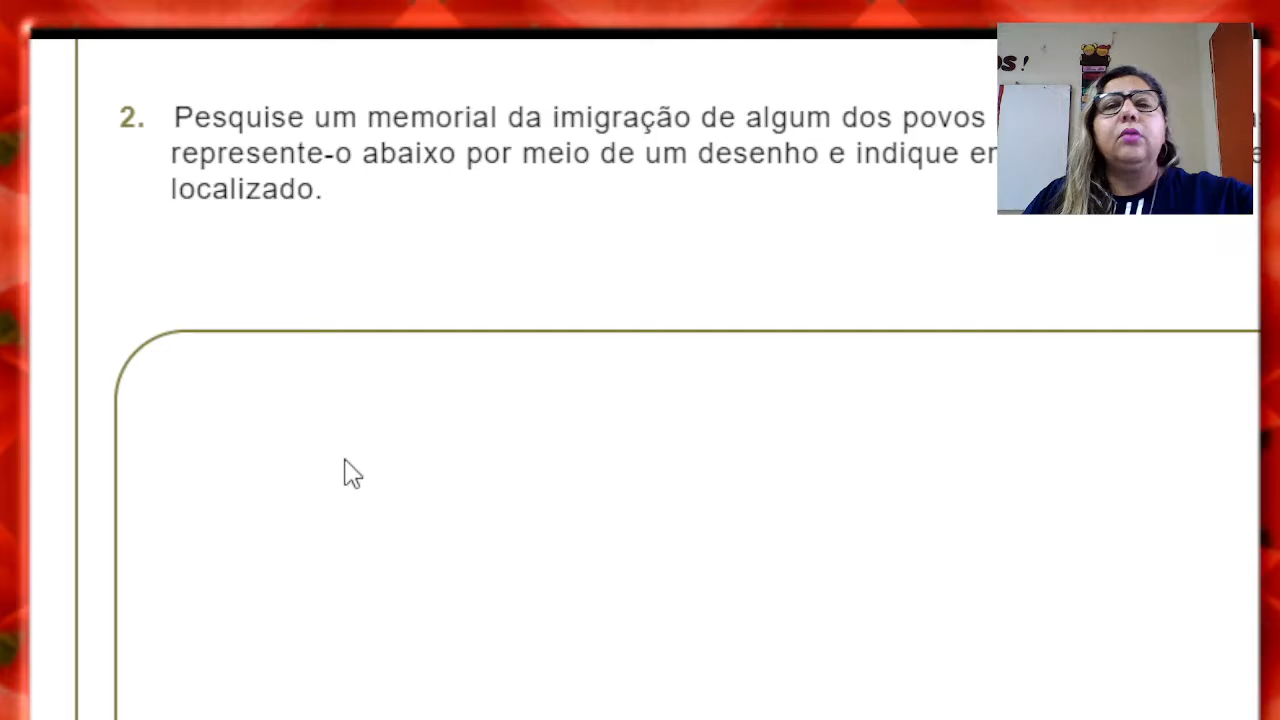 2. Pesquise um memorial da imigração de algum dos povos
represente-o abaixo por meio de um desenho e indique
localizado.
OS!